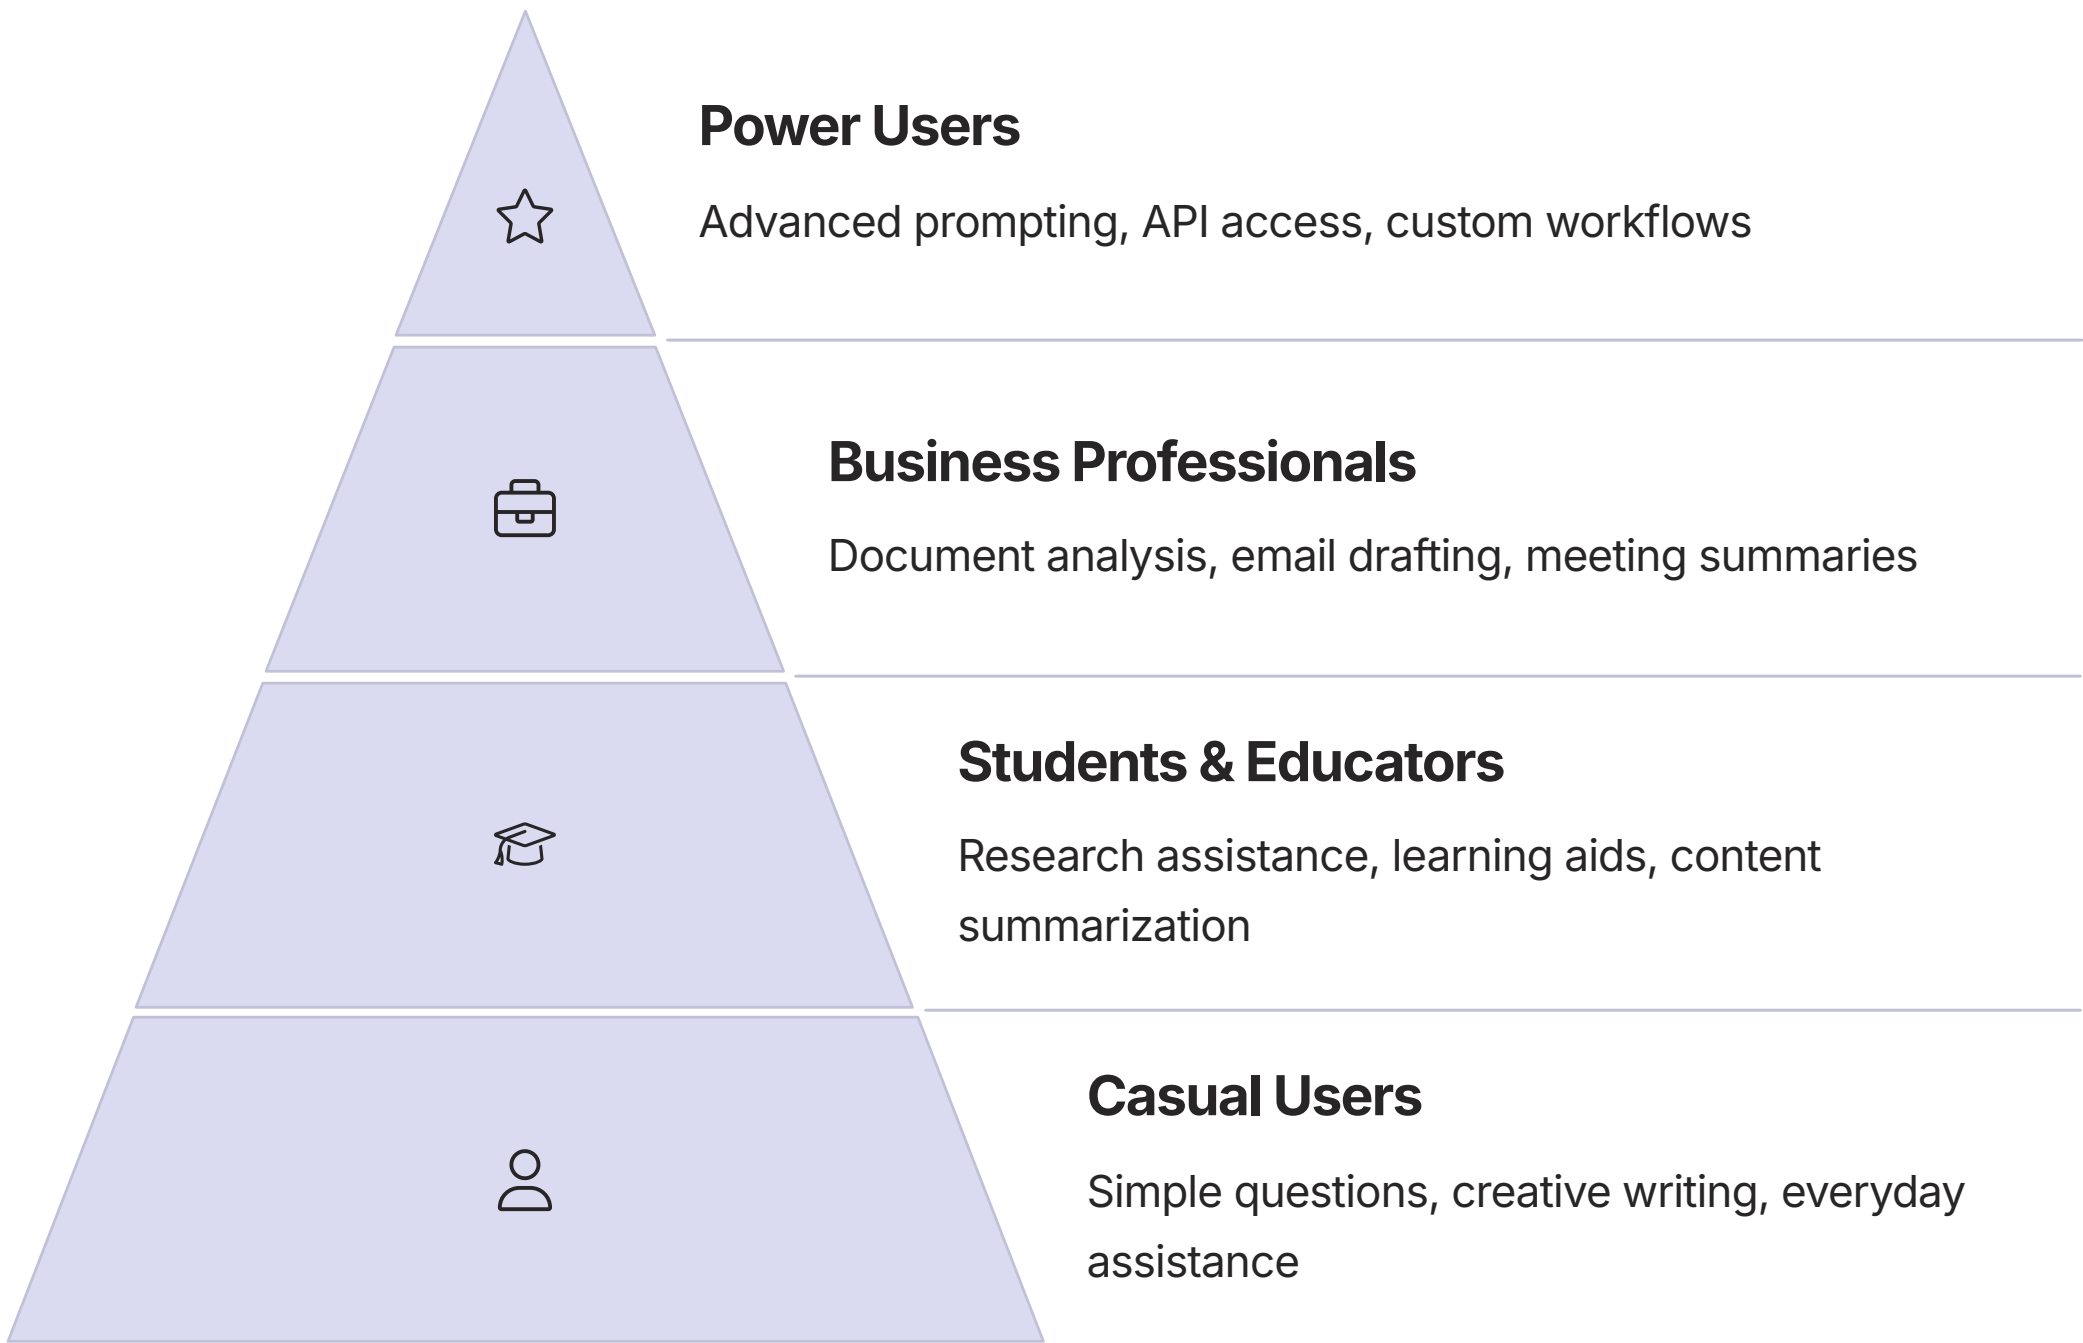 Power Users
Advanced prompting, API access, custom workflows
Business Professionals
Document analysis, email drafting, meeting summaries
Students & Educators
Research assistance, learning aids, content
summarization
Casual Users
Simple questions, creative writing, everyday
assistance